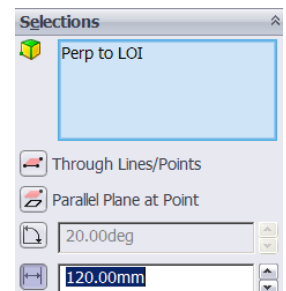 Selections
Perp to LOI
Through Lines/Points
Parallel Plane at Point
20.00deg
120.00mm